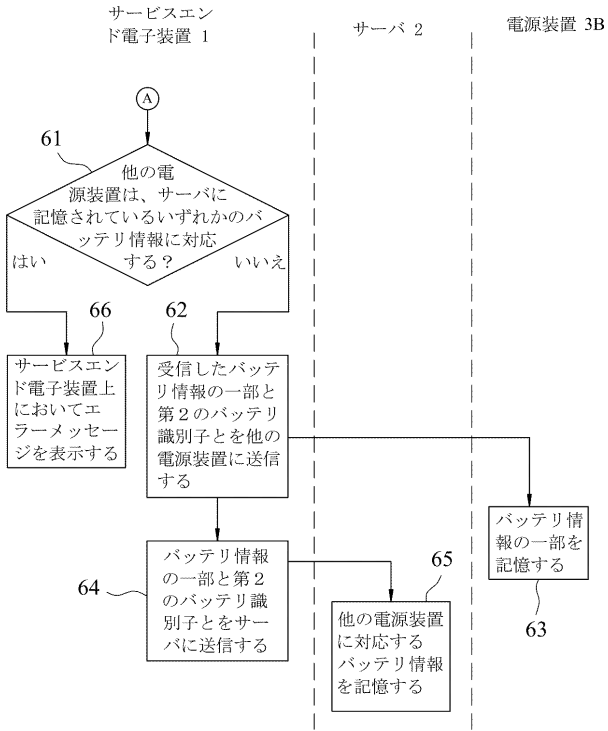 サービスエン
ド電子装置 1
サーバ 2
電源装置 3B
A
61
他の電
源装置は、サーバに
記憶されているいずれかのバ
ッテリ情報に対応
する？
はい
いいえ
66
サービスエン
ド電子装置上
においてエ
ラーメッセー
ジを表示する
62
受信したバッテ
リ情報の一部と
第２のバッテリ
識別子とを他の
電源装置に送信
する
バッテリ情
報の一部を
記憶する
63
64
バッテリ情報
の一部と第２
のバッテリ識
別子とをサー
バに送信する
65
他の電源装置
に対応する
バッテリ情報
を記憶する